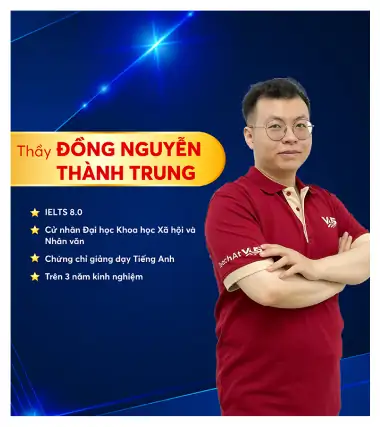 Thầy ĐỒNG NGUYỄN
THÀNH TRUNG
IELTS 8.0
Cử nhân Đại học Khoa học Xã hội và
Nhân văn
Chứng chỉ giảng dạy Tiếng Anh
Trên 3 năm kinh nghiệm
VUS